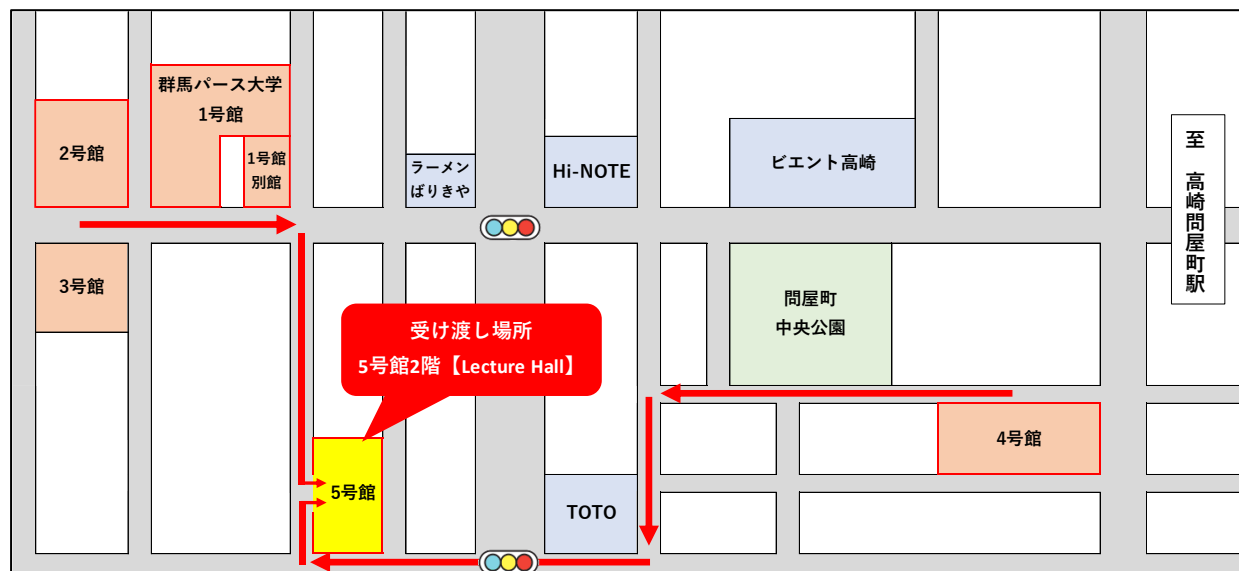 群馬パース大学
1号館
2号館
1号館
別館
ラーメン
ばりきや
Hi-NOTE
ビエント高崎
至 高崎問屋町駅
3号館
問屋町
中央公園
受け渡し場所
5号館2階【Lecture Hall】
4号館
5号館
TOTO